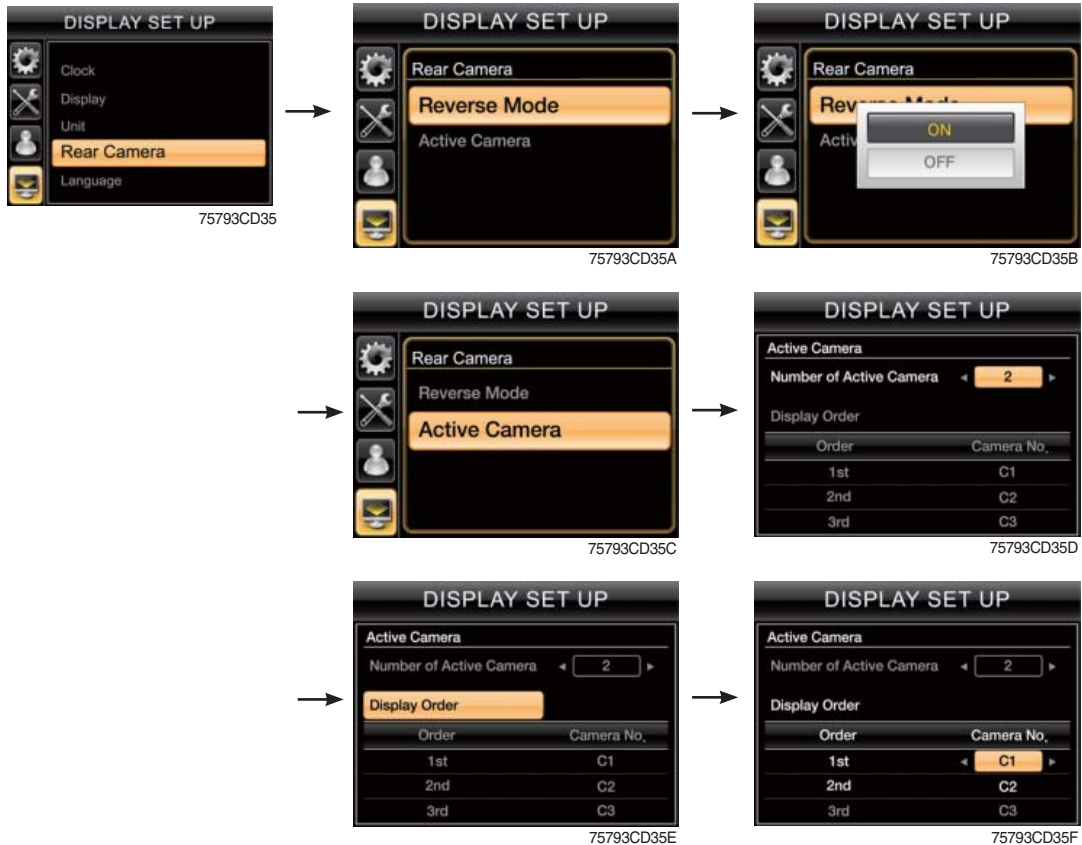 DISPLAY SET UP
Clock
Display
Unit
Rear Camera
Language
75793CD35
DISPLAY SET UP
Rear Camera
Reverse Mode
Active Camera
75793CD35A
DISPLAY SET UP
Rear Camera
Rev
Activ
ON
OFF
75793CD35B
DISPLAY SET UP
Rear Camera
Reverse Mode
Active Camera
75793CD35C
DISPLAY SET UP
Active Camera
Number of Active Camera ◂ 2 ▸
Display Order
Order Camera No.
1st C1
2nd C2
3rd C3
75793CD35D
DISPLAY SET UP
Active Camera
Number of Active Camera ◂ 2 ▸
Display Order
Order Camera No.
1st C1
2nd C2
3rd C3
75793CD35E
DISPLAY SET UP
Active Camera
Number of Active Camera ◂ 2 ▸
Display Order
Order Camera No.
1st ◂ C1 ▸
2nd C2
3rd C3
75793CD35F